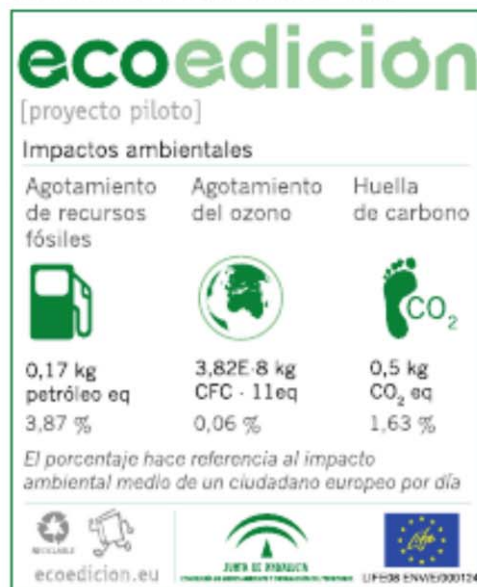 ecoedición
[proyecto piloto]
Impactos ambientales
Agotamiento
de recursos
fósiles
Agotamiento
del ozono
Huella
de carbono
CO₂
0,17 kg
petróleo eq
3,87 %
3,82E-8 kg
CFC - 11eq
0,06 %
0,5 kg
CO₂ eq
1,63 %
El porcentaje hace referencia al impacto
ambiental medio de un ciudadano europeo por día
RECICLABLE
ecoedicion.eu
JUNTA DE ANDALUCIA
Life
LIFE08 ENV/E/000124